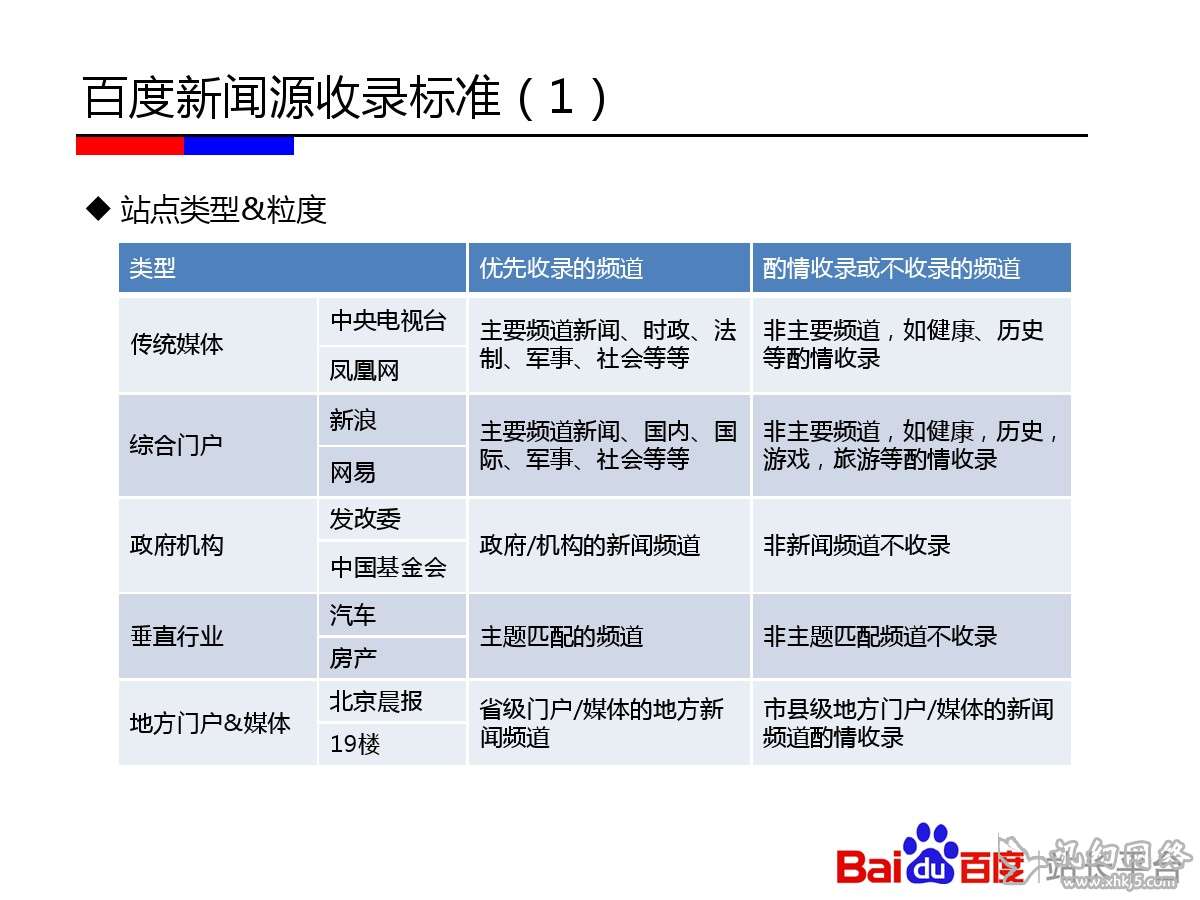 百度新闻源收录标准（1）
◆ 站点类型&粒度
类型
优先收录的频道
酌情收录或不收录的频道
传统媒体
中央电视台
凤凰网
主要频道新闻、时政、法
制、军事、社会等等
非主要频道，如健康、历史
等酌情收录
综合门户
新浪
网易
主要频道新闻、国内、国
际、军事、社会等等
非主要频道，如健康，历史，
游戏，旅游等酌情收录
政府机构
发改委
中国基金会
政府/机构的新闻频道
非新闻频道不收录
垂直行业
汽车
房产
主题匹配的频道
非主题匹配频道不收录
地方门户&媒体
北京晨报
19楼
省级门户/媒体的地方新
闻频道
市县级地方门户/媒体的新闻
频道酌情收录
Bai du 百度
站长平台
www.xhkj5.com